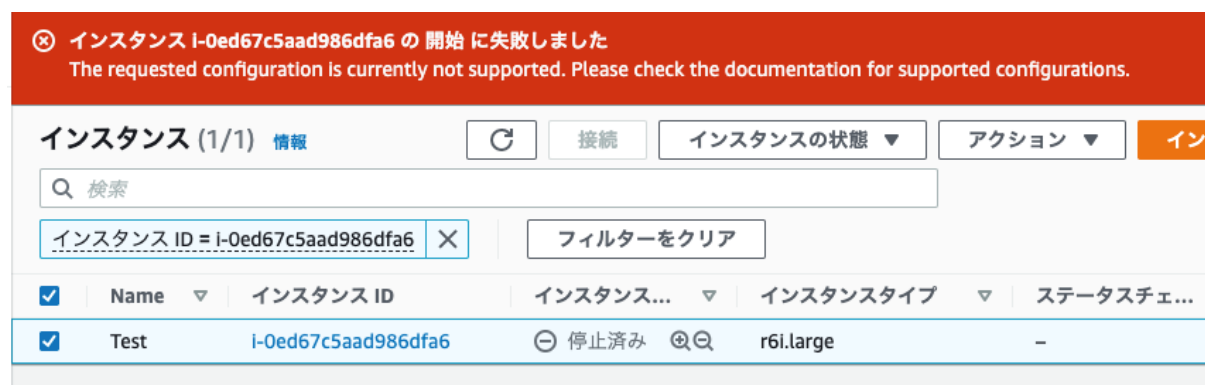 インスタンス i-0ed67c5aad986dfa6 の 開始 に失敗しました
The requested configuration is currently not supported. Please check the documentation for supported configurations.
インスタンス (1/1) 情報 接続 インスタンスの状態 ▼ アクション ▼ イン
検索
インスタンス ID = i-0ed67c5aad986dfa6 フィルターをクリア
Name インスタンス ID インスタンス... インスタンスタイプ ステータスチェ...
Test i-0ed67c5aad986dfa6 停止済み r6i.large –